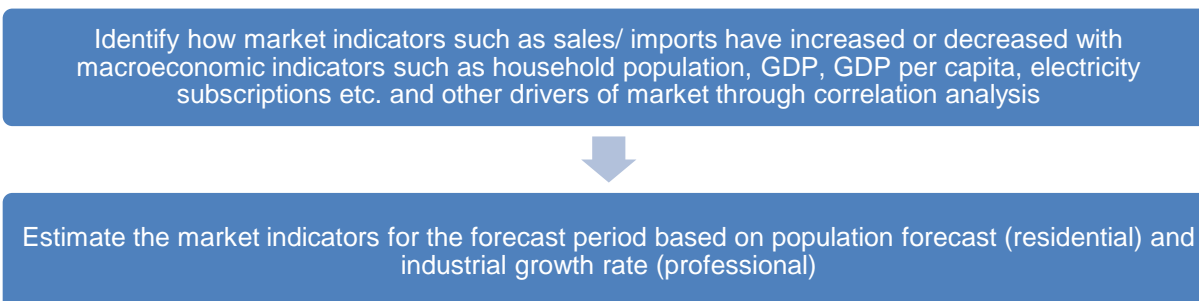 Identify how market indicators such as sales/ imports have increased or decreased with
macroeconomic indicators such as household population, GDP, GDP per capita, electricity
subscriptions etc. and other drivers of market through correlation analysis
Estimate the market indicators for the forecast period based on population forecast (residential) and
industrial growth rate (professional)